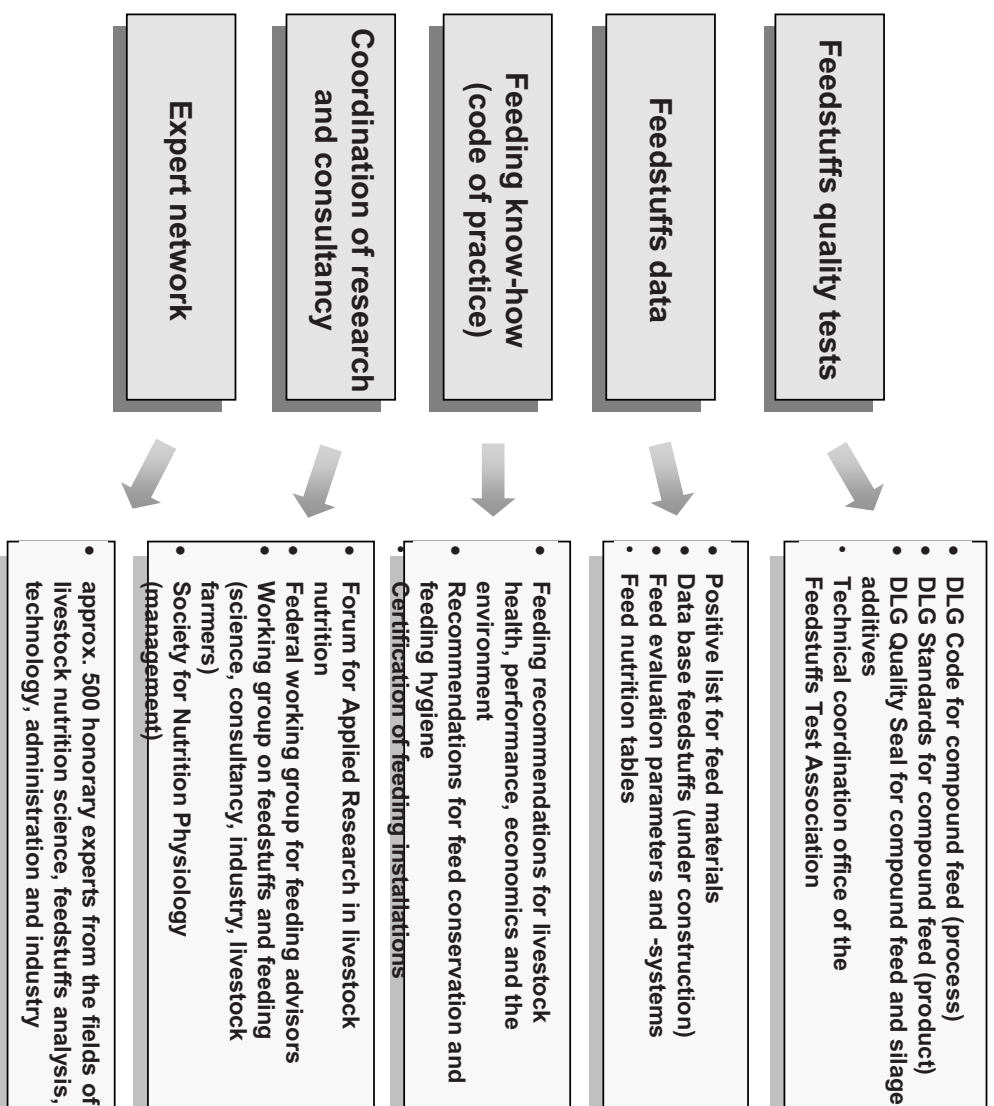 Feedstuffs quality tests
• DLG Code for compound feed (process)
• DLG Standards for compound feed (product)
• DLG Quality Seal for compound feed and silage
additives
• Technical coordination office of the
Feedstuffs Test Association
Feedstuffs data
• Positive list for feed materials
• Data base feedstuffs (under construction)
• Feed evaluation parameters and -systems
• Feed nutrition tables
Feeding know-how
(code of practice)
• Feeding recommendations for livestock
health, performance, economics and the
environment
• Recommendations for feed conservation and
feeding hygiene
• Certification of feeding installations
Coordination of research
and consultancy
• Forum for Applied Research in livestock
nutrition
• Federal working group for feeding advisors
• Working group on feedstuffs and feeding
(science, consultancy, industry, livestock
farmers)
• Society for Nutrition Physiology
(management)
Expert network
• approx. 500 honorary experts from the fields of
livestock nutrition science, feedstuffs analysis,
technology, administration and industry